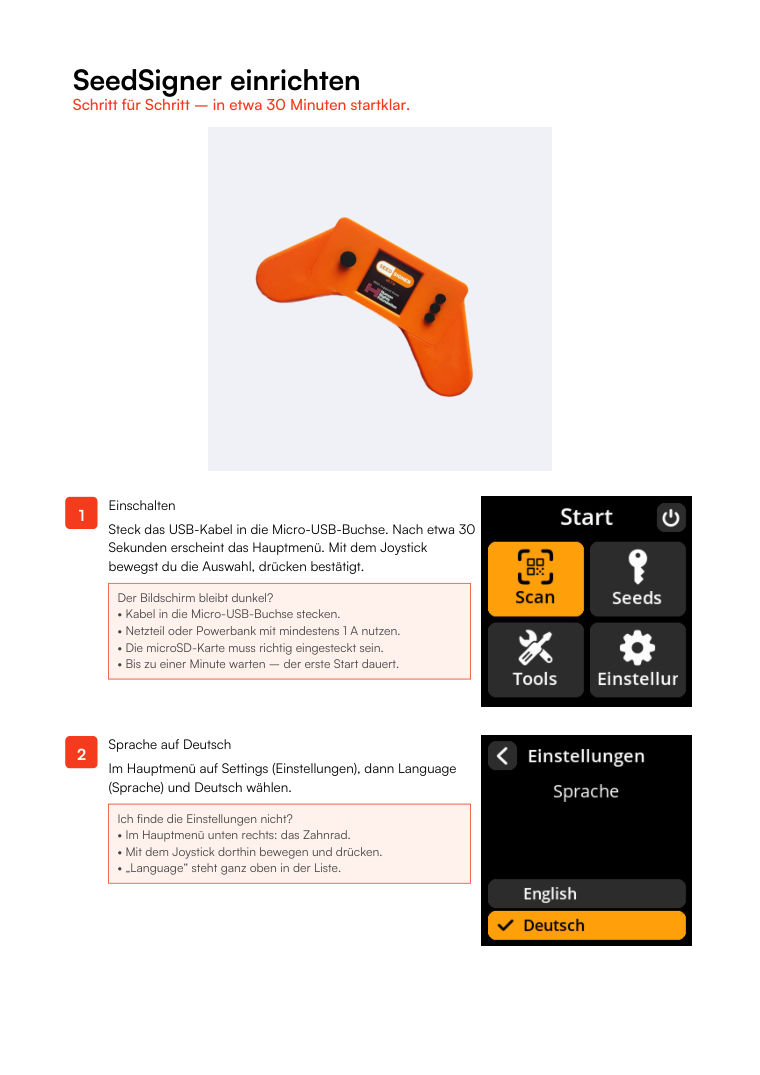 SeedSigner einrichten
Schritt für Schritt — in etwa 30 Minuten startklar.
SEED SIGNER
1
Einschalten
Steck das USB-Kabel in die Micro-USB-Buchse. Nach etwa 30
Sekunden erscheint das Hauptmenü. Mit dem Joystick
bewegst du die Auswahl, drücken bestätigt.
Der Bildschirm bleibt dunkel?
• Kabel in die Micro-USB-Buchse stecken.
• Netzteil oder Powerbank mit mindestens 1 A nutzen.
• Die microSD-Karte muss richtig eingesteckt sein.
• Bis zu einer Minute warten — der erste Start dauert.
Start
Scan
Seeds
Tools
Einstellur
2
Sprache auf Deutsch
Im Hauptmenü auf Settings (Einstellungen), dann Language
(Sprache) und Deutsch wählen.
Ich finde die Einstellungen nicht?
• Im Hauptmenü unten rechts: das Zahnrad.
• Mit dem Joystick dorthin bewegen und drücken.
• „Language“ steht ganz oben in der Liste.
Einstellungen
Sprache
English
Deutsch